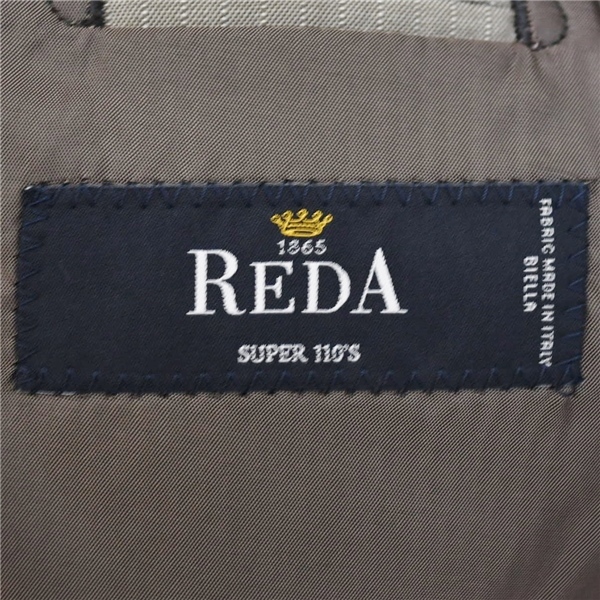 1865
REDA
SUPER 110'S
FABRIC MADE IN ITALY
BIELLA